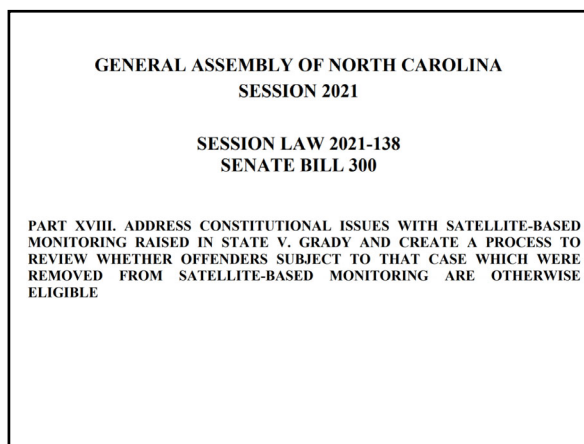 GENERAL ASSEMBLY OF NORTH CAROLINA
SESSION 2021
SESSION LAW 2021-138
SENATE BILL 300
PART XVIII. ADDRESS CONSTITUTIONAL ISSUES WITH SATELLITE-BASED
MONITORING RAISED IN STATE V. GRADY AND CREATE A PROCESS TO
REVIEW WHETHER OFFENDERS SUBJECT TO THAT CASE WHICH WERE
REMOVED FROM SATELLITE-BASED MONITORING ARE OTHERWISE
ELIGIBLE